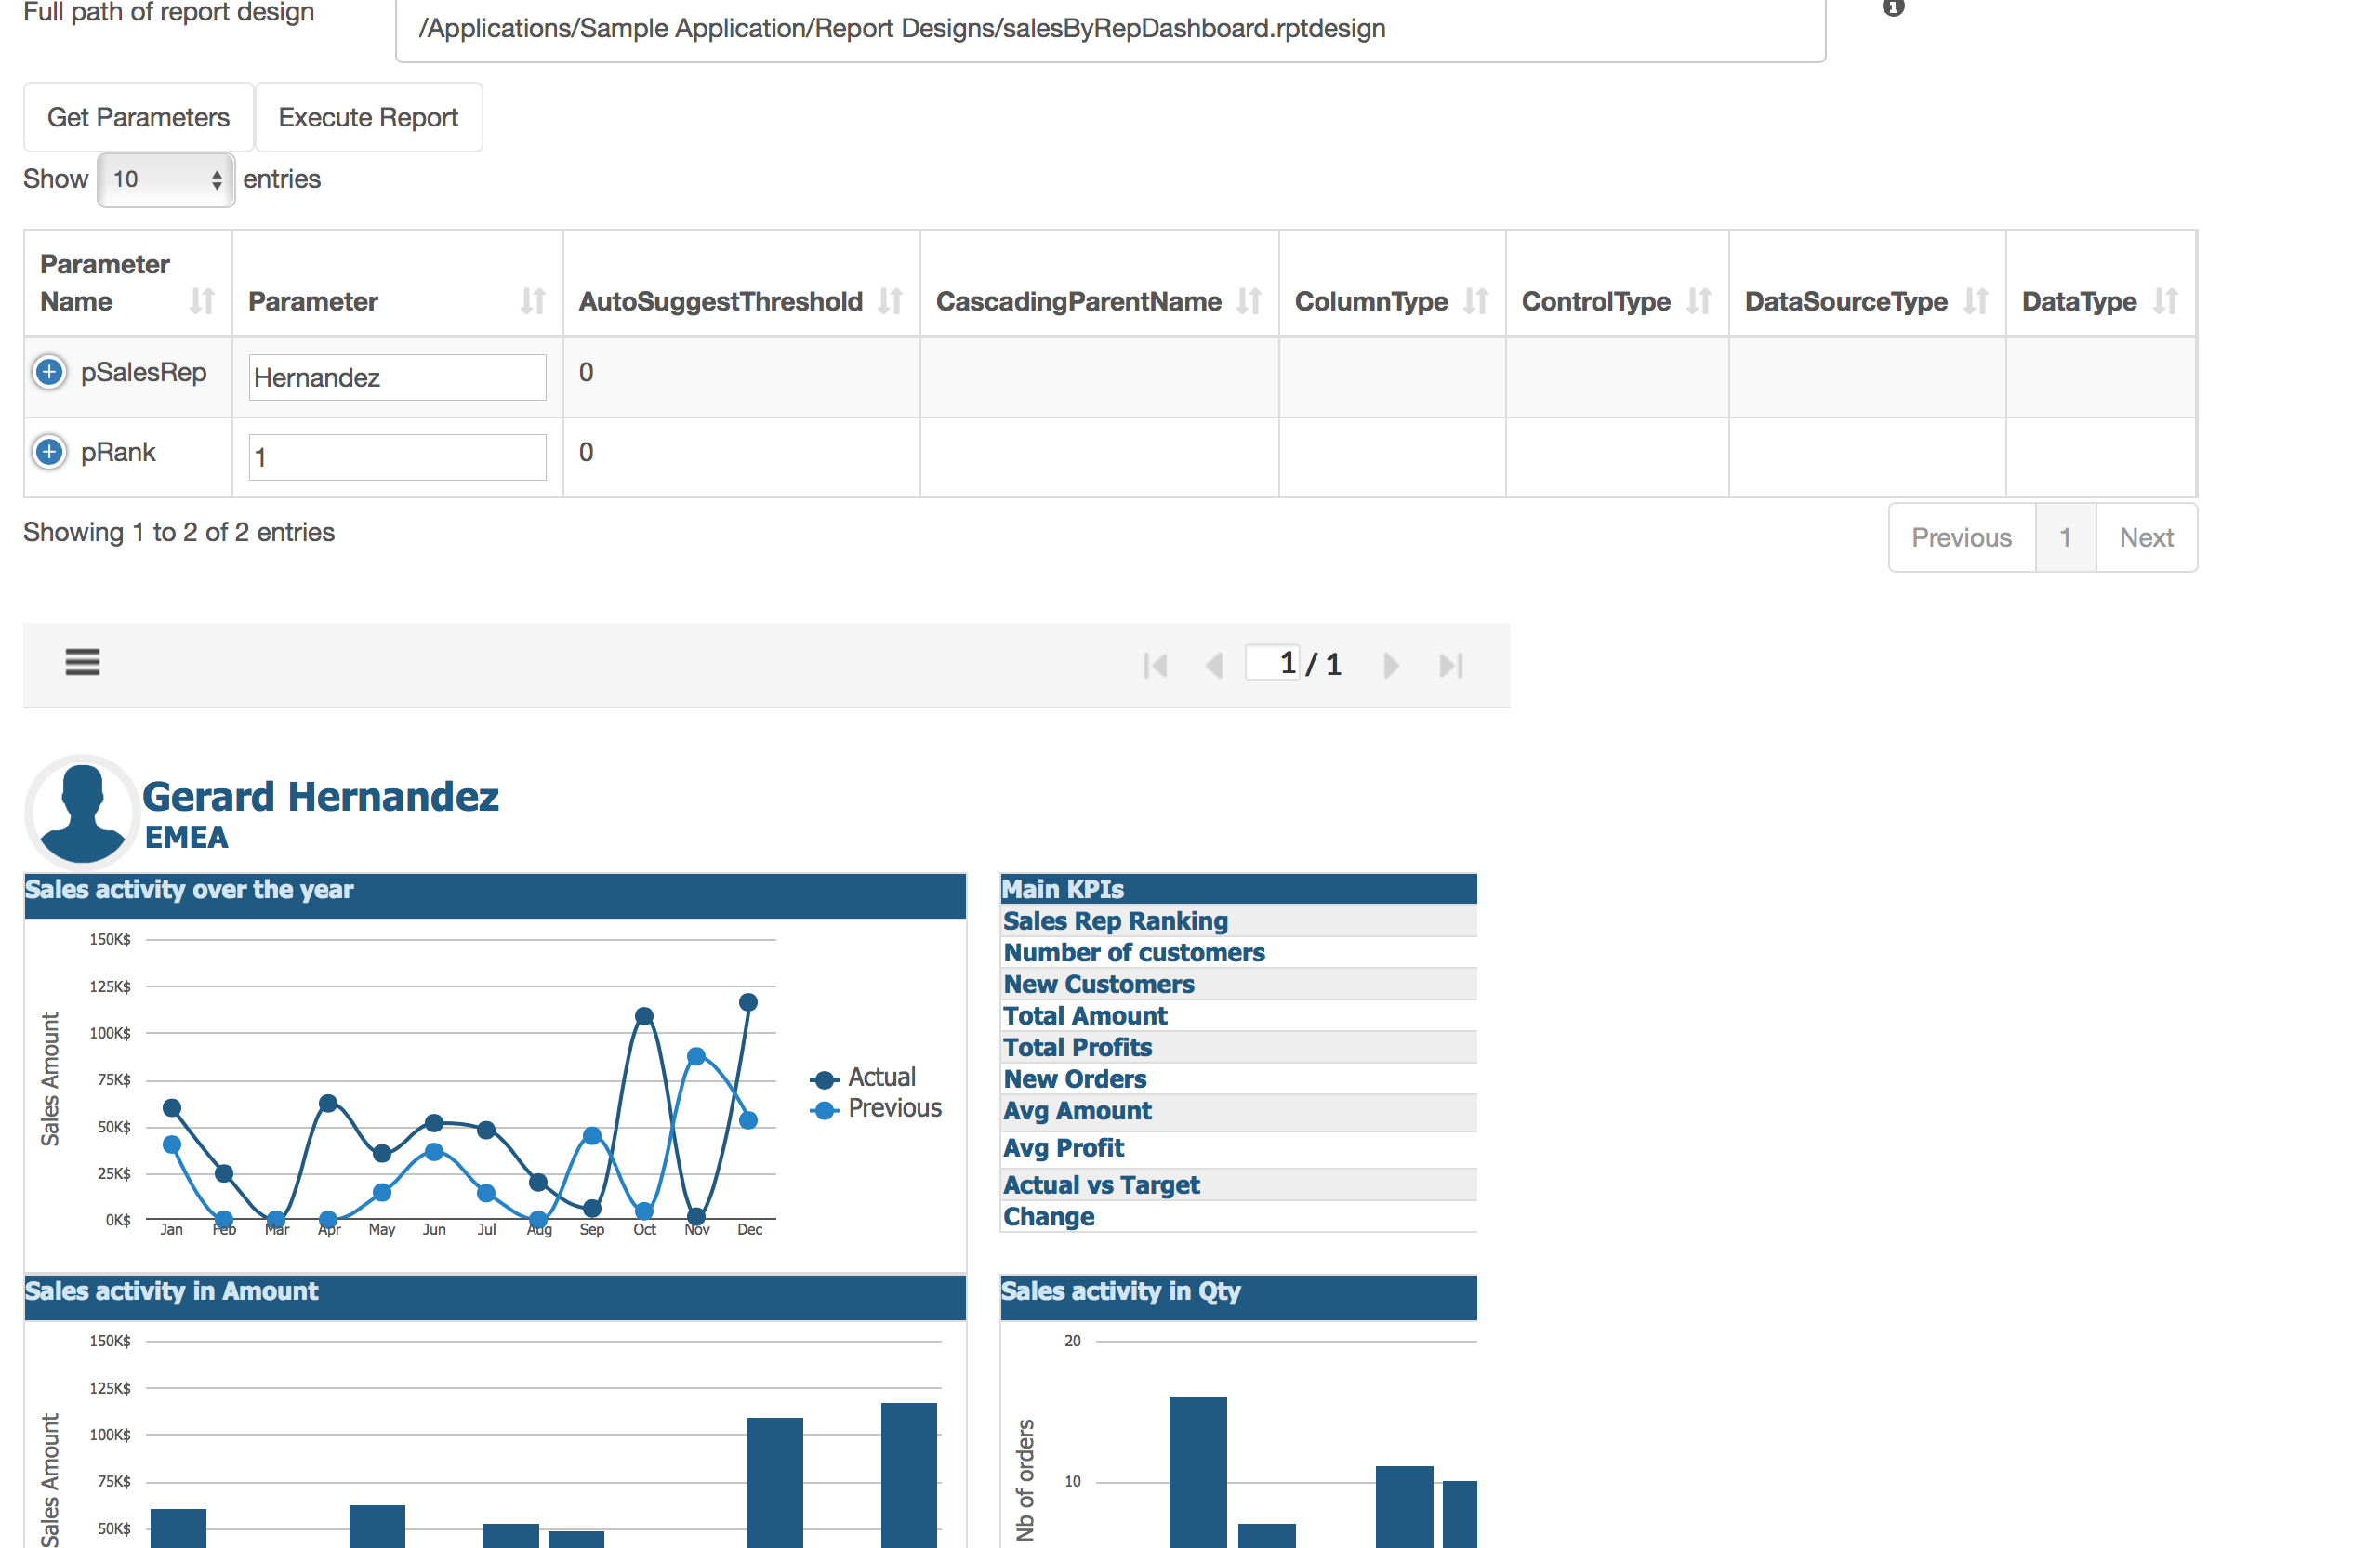 Full path of report design
/Applications/Sample Application/Report Designs/salesByRepDashboard.rptdesign
Get Parameters Execute Report
Show 10 entries
Parameter Name Parameter AutoSuggestThreshold CascadingParentName ColumnType ControlType DataSourceType DataType
pSalesRep Hernandez 0
pRank 1 0
Showing 1 to 2 of 2 entries
Previous 1 Next
1 / 1
Gerard Hernandez
EMEA
Sales activity over the year
150K$
125K$
100K$
75K$
50K$
25K$
0K$
Sales Amount
Jan Feb Mar Apr May Jun Jul Aug Sep Oct Nov Dec
Actual
Previous
Main KPIs
Sales Rep Ranking
Number of customers
New Customers
Total Amount
Total Profits
New Orders
Avg Amount
Avg Profit
Actual vs Target
Change
Sales activity in Amount
150K$
125K$
100K$
75K$
50K$
Sales Amount
Sales activity in Qty
20
10
Nb of orders